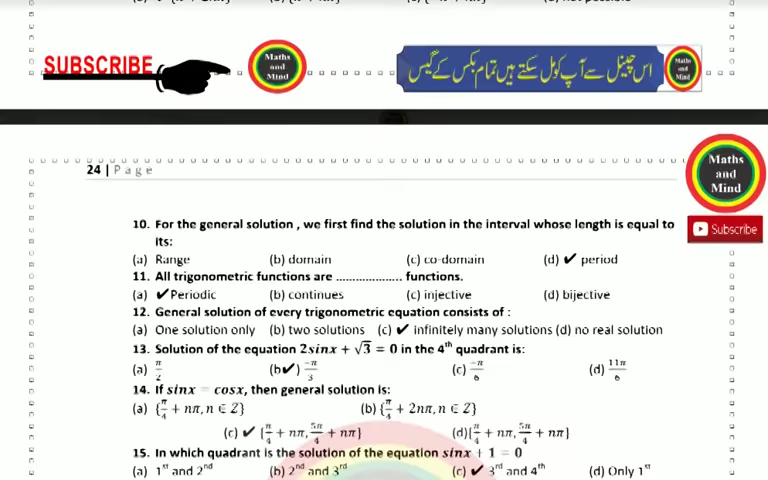 SUBSCRIBE
Maths
and
Mind
اس چینل سے آپ کو مل سکتے ہیں تمام بکس کے گیس
Maths
and
Mind
24 | Page
Maths
and
Mind
Subscribe
10. For the general solution , we first find the solution in the interval whose length is equal to
its:
(a) Range (b) domain (c) co-domain (d) ✔ period
11. All trigonometric functions are ………………… functions.
(a) ✔Periodic (b) continues (c) injective (d) bijective
12. General solution of every trigonometric equation consists of :
(a) One solution only (b) two solutions (c) ✔ infinitely many solutions (d) no real solution
13. Solution of the equation 2sinx + √3 = 0 in the 4th quadrant is:
(a) π/2 (b✔) −π/3 (c) −π/6 (d) 11π/6
14. If sinx = cosx, then general solution is:
(a) {π/4 + nπ, n ∈ Z} (b) {π/4 + 2nπ, n ∈ Z}
(c) ✔ {π/4 + nπ, 5π/4 + nπ} (d){π/4 + nπ, 5π/4 + nπ}
15. In which quadrant is the solution of the equation sinx + 1 = 0
(a) 1st and 2nd (b) 2nd and 3rd (c) ✔ 3rd and 4th (d) Only 1st